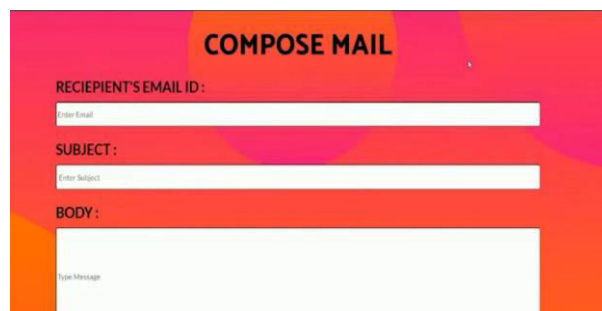 COMPOSE MAIL
RECIEPIENT'S EMAIL ID :
Enter Email
SUBJECT :
Enter Subject
BODY :
Type Message